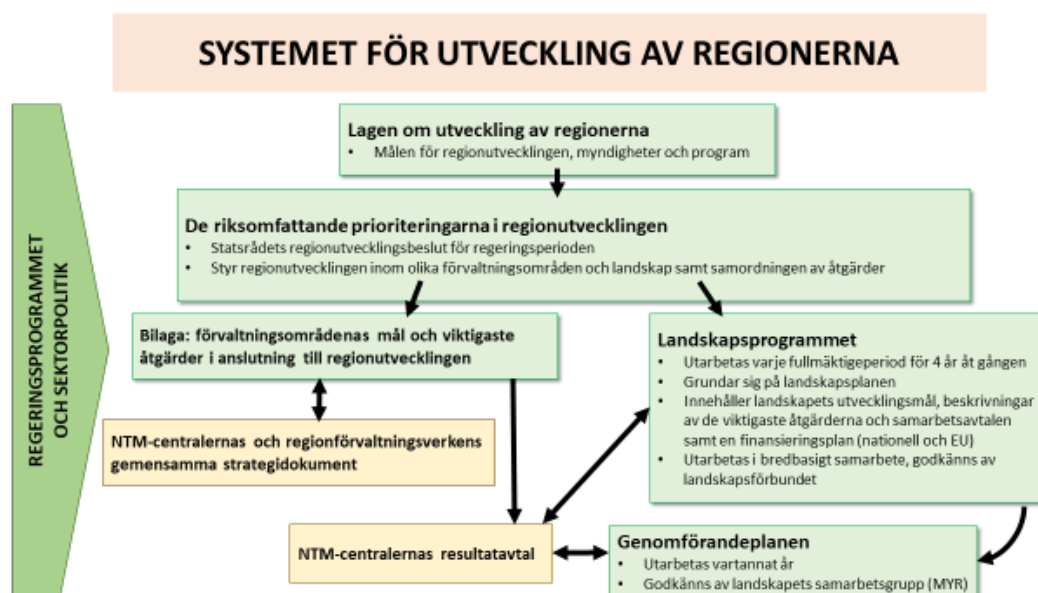 SYSTEMET FÖR UTVECKLING AV REGIONERNA
REGERINGSPROGRAMMET
OCH SEKTORPOLITIK
Lagen om utveckling av regionerna
• Målen för regionutvecklingen, myndigheter och program
De riksomfattande prioriteringarna i regionutvecklingen
• Statsrådets regionutvecklingsbeslut för regeringsperioden
• Styr regionutvecklingen inom olika förvaltningsområden och landskap samt samordningen av åtgärder
Bilaga: förvaltningsområdenas mål och viktigaste
åtgärder i anslutning till regionutvecklingen
NTM-centralernas och regionförvaltningsverkens
gemensamma strategidokument
Landskapsprogrammet
• Utarbetas varje fullmäktigeperiod för 4 år åt gången
• Grundar sig på landskapsplanen
• Innehåller landskapets utvecklingsmål, beskrivningar
av de viktigaste åtgärderna och samarbetsavtalen
samt en finansieringsplan (nationell och EU)
• Utarbetas i bredbasigt samarbete, godkänns av
landskapsförbundet
NTM-centralernas resultatavtal
Genomförandeplanen
• Utarbetas vartannat år
• Godkänns av landskapets samarbetsgrupp (MYR)